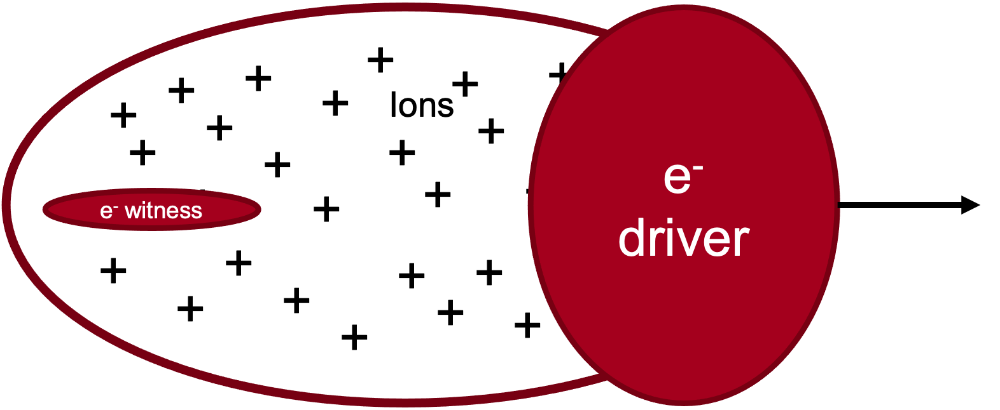 Ions
e⁻ witness
e⁻
driver